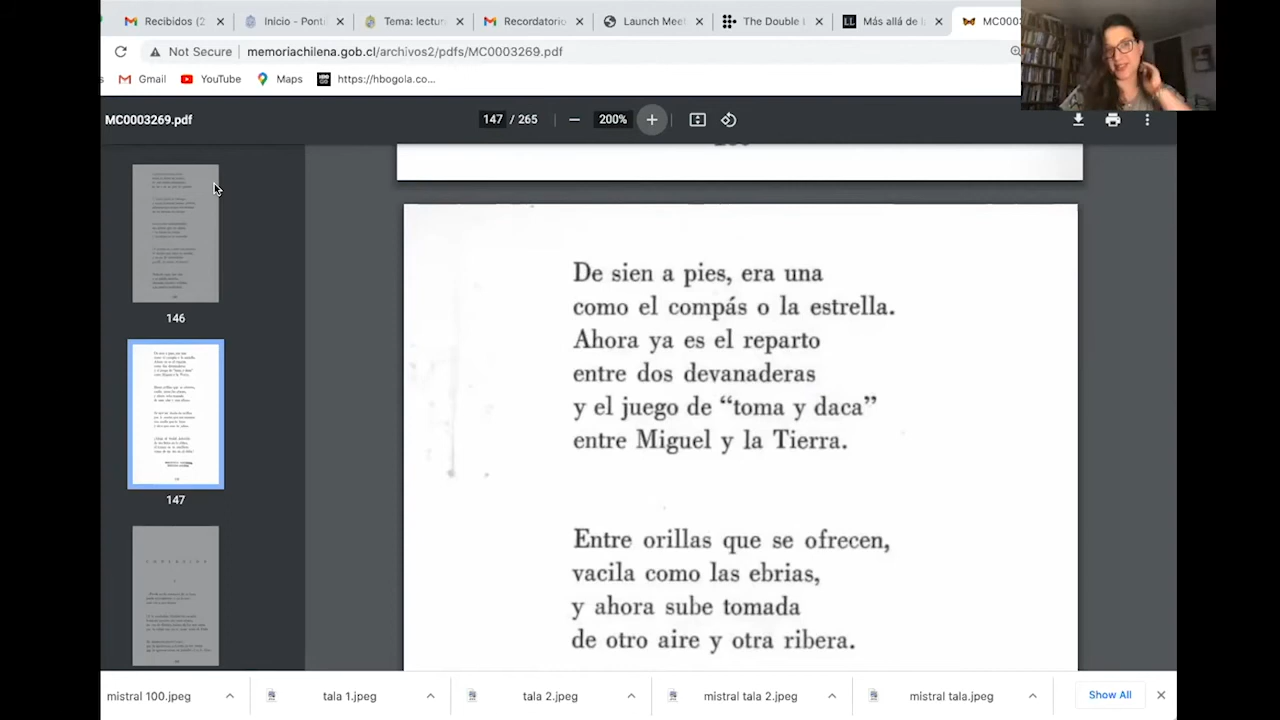 Recibidos (2
Inicio - Ponti
Tema: lectur
Recordatorio
Launch Meet
The Double
Más allá de l
MC0003
Not Secure
memoriachilena.gob.cl/archivos2/pdfs/MC0003269.pdf
s
Gmail
YouTube
Maps
https://hbogola.co...
MC0003269.pdf
147 / 265
200%
146
147
De sien a pies, era una
como el compás o la estrella.
Ahora ya es el reparto
entre dos devanaderas
y el juego de “toma y daca”
entre Miguel y la Tierra.
Entre orillas que se ofrecen,
vacila como las ebrias,
y ahora sube tomada
de otro aire y otra ribera.
mistral 100.jpeg
tala 1.jpeg
tala 2.jpeg
mistral tala 2.jpeg
mistral tala.jpeg
Show All